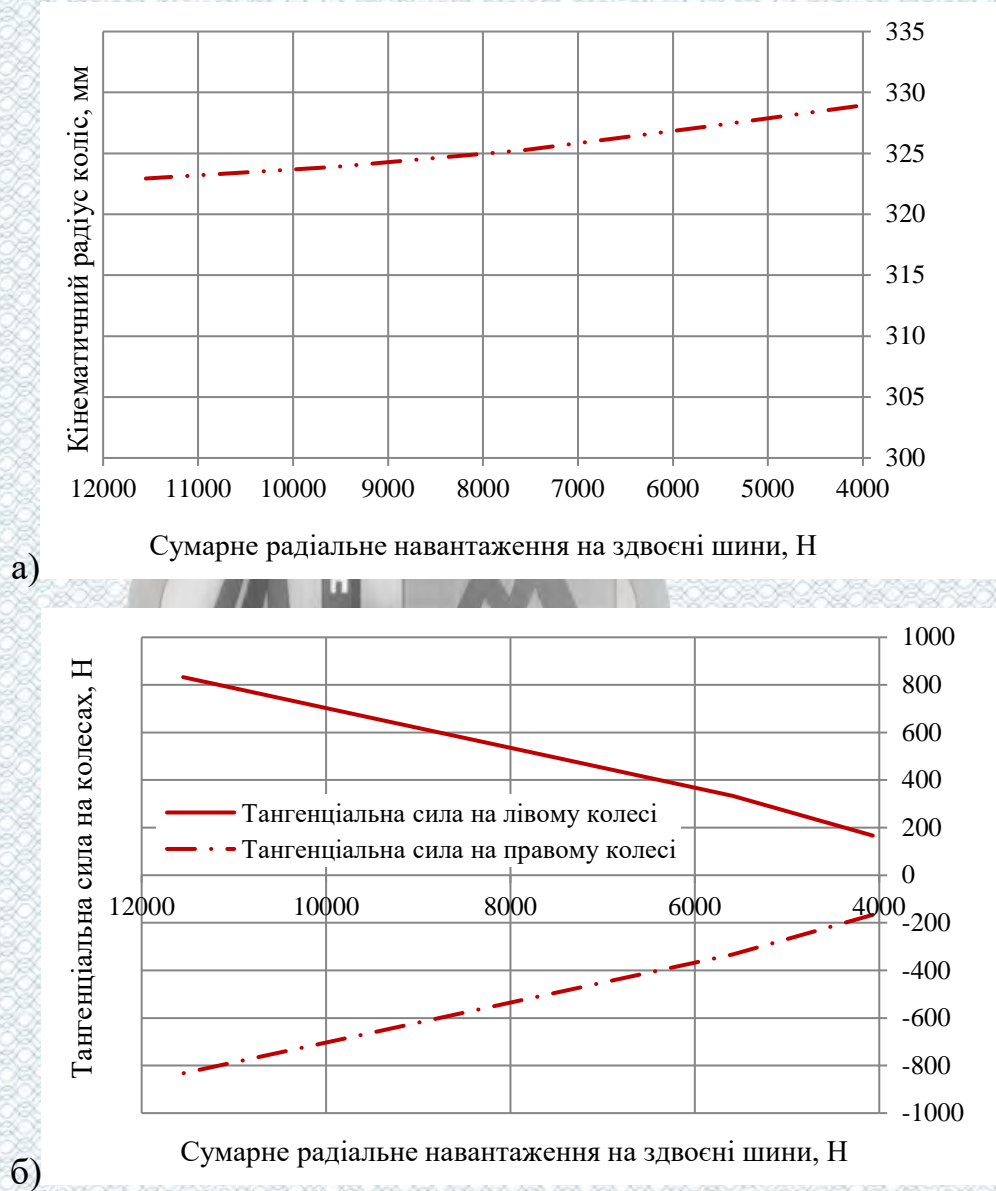 335
330
325
320
315
310
305
300
Кінематичний радіус коліс, мм
12000 11000 10000 9000 8000 7000 6000 5000 4000
Сумарне радіальне навантаження на здвоєні шини, Н
а)
1000
800
600
400
200
0
-200
-400
-600
-800
-1000
Тангенціальна сила на колесах, Н
Тангенціальна сила на лівому колесі
Тангенціальна сила на правому колесі
12000 10000 8000 6000 4000
Сумарне радіальне навантаження на здвоєні шини, Н
б)